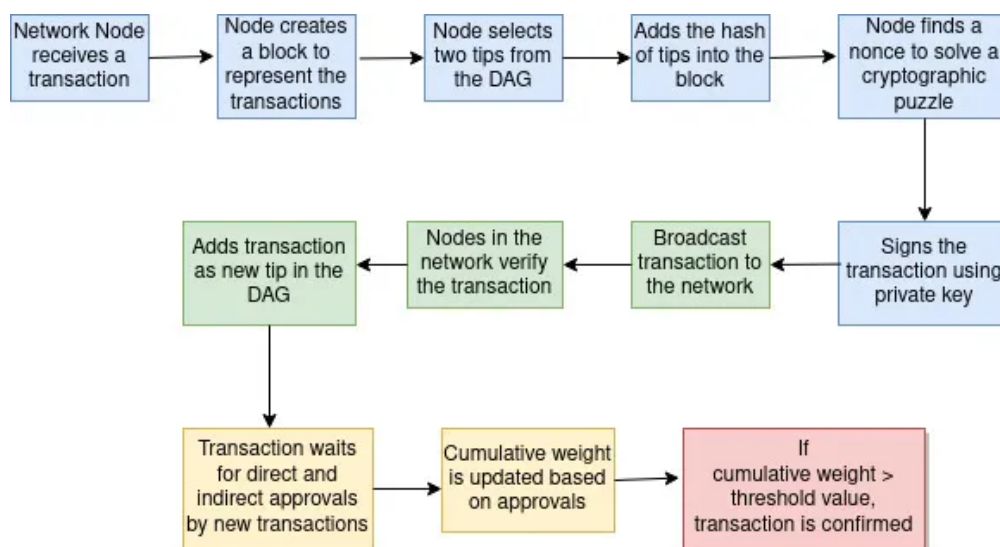 Network Node
receives a
transaction
Node creates
a block to
represent the
transactions
Node selects
two tips from
the DAG
Adds the hash
of tips into the
block
Node finds a
nonce to solve a
cryptographic
puzzle
Signs the
transaction using
private key
Broadcast
transaction to
the network
Nodes in the
network verify
the transaction
Adds transaction
as new tip in the
DAG
Transaction waits
for direct and
indirect approvals
by new transactions
Cumulative weight
is updated based
on approvals
If
cumulative weight >
threshold value,
transaction is confirmed